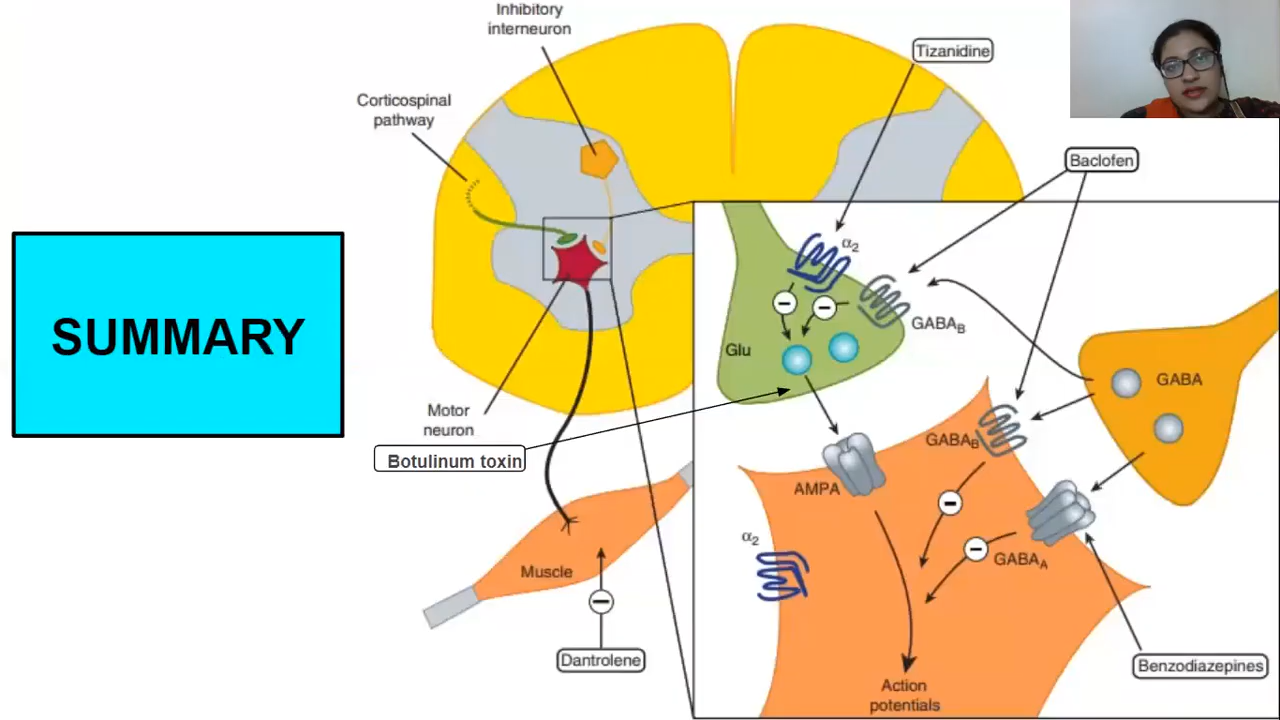 Inhibitory
interneuron
Tizanidine
Corticospinal
pathway
Baclofen
α2
GABAB
SUMMARY
Glu
GABA
Motor
neuron
GABAB
Botulinum toxin
AMPA
α2
GABAA
Muscle
Dantrolene
Benzodiazepines
Action
potentials